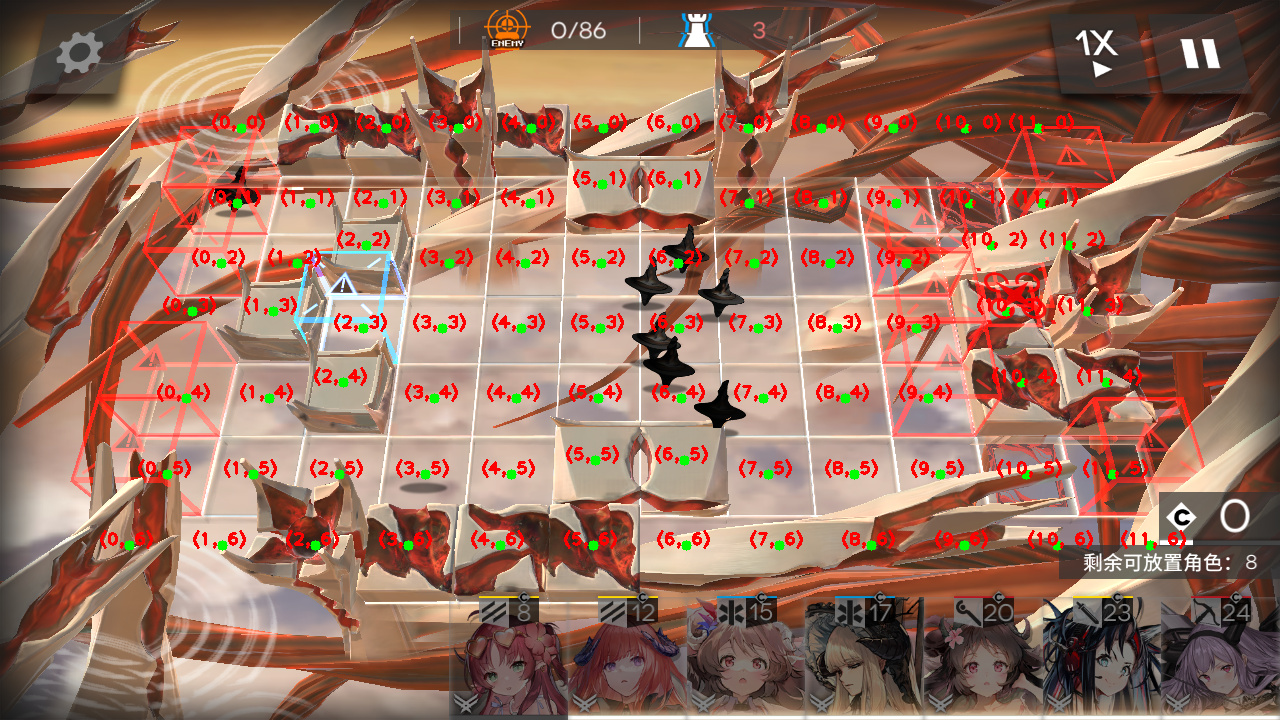 ENEMY 0/86 3 1X
(0, 0) (1, 0) (2, 0) (3, 0) (4, 0) (5, 0) (6, 0) (7, 0) (8, 0) (9, 0) (10, 0) (11, 0)
(0, 1) (1, 1) (2, 1) (3, 1) (4, 1) (5, 1) (6, 1) (7, 1) (8, 1) (9, 1) (10, 1) (11, 1)
(0, 2) (1, 2) (2, 2) (3, 2) (4, 2) (5, 2) (6, 2) (7, 2) (8, 2) (9, 2) (10, 2) (11, 2)
(0, 3) (1, 3) (2, 3) (3, 3) (4, 3) (5, 3) (6, 3) (7, 3) (8, 3) (9, 3) (10, 3) (11, 3)
(0, 4) (1, 4) (2, 4) (3, 4) (4, 4) (5, 4) (6, 4) (7, 4) (8, 4) (9, 4) (10, 4) (11, 4)
(0, 5) (1, 5) (2, 5) (3, 5) (4, 5) (5, 5) (6, 5) (7, 5) (8, 5) (9, 5) (10, 5) (11, 5)
C 0
(0, 6) (1, 6) (2, 6) (3, 6) (4, 6) (5, 6) (6, 6) (7, 6) (8, 6) (9, 6) (10, 6) (11, 6)
剩余可放置角色：8
C 8 C 12 C 15 C 17 C 20 C 23 C 24